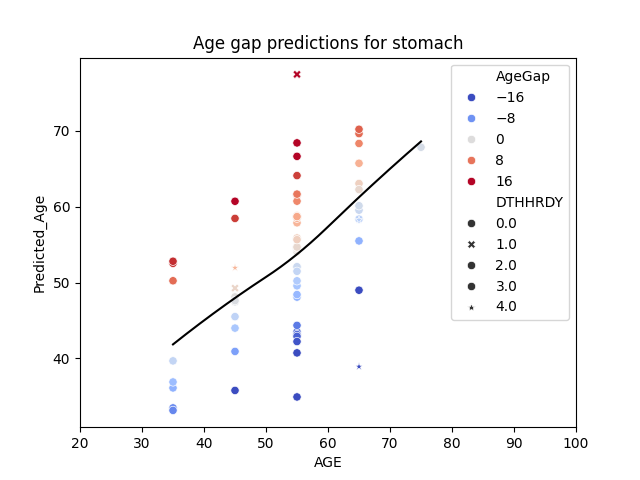 Age gap predictions for stomach
AgeGap
−16
−8
0
8
16
DTHHRDY
0.0
1.0
2.0
3.0
4.0
Predicted_Age
70
60
50
40
20 30 40 50 60 70 80 90 100
AGE